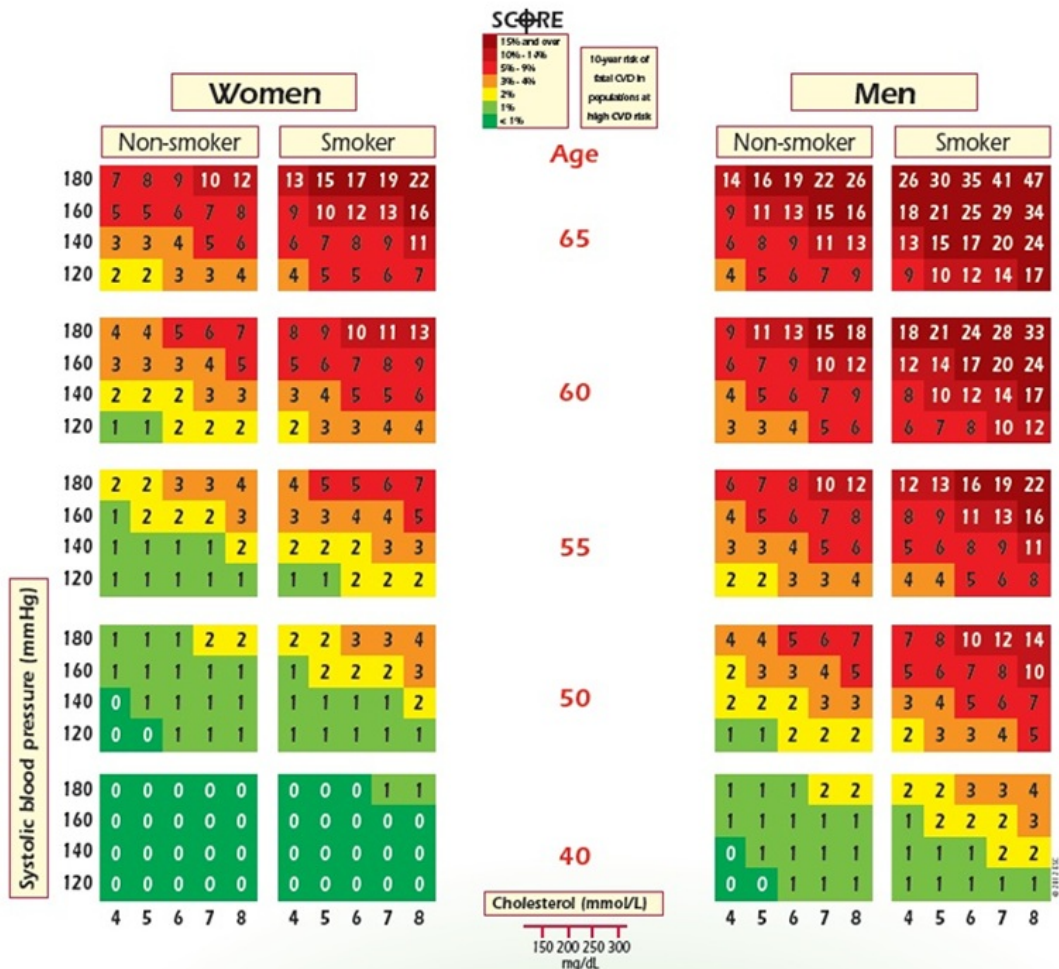 SCORE
15% and over
10% - 14%
5% - 9%
3% - 4%
2%
1%
< 1%
10-year risk of
fatal CVD in
populations at
high CVD risk
Women
Men
Non-smoker Smoker Age Non-smoker Smoker
180 7 8 9 10 12 13 15 17 19 22 14 16 19 22 26 26 30 35 41 47
160 5 5 6 7 8 9 10 12 13 16 9 11 13 15 16 18 21 25 29 34
65
140 3 3 4 5 6 6 7 8 9 11 6 8 9 11 13 13 15 17 20 24
120 2 2 3 3 4 4 5 5 6 7 4 5 6 7 9 9 10 12 14 17
180 4 4 5 6 7 8 9 10 11 13 9 11 13 15 18 18 21 24 28 33
160 3 3 3 4 5 5 6 7 8 9 6 7 9 10 12 12 14 17 20 24
60
140 2 2 2 3 3 3 4 5 5 6 4 5 6 7 9 8 10 12 14 17
120 1 1 2 2 2 2 3 3 4 4 3 3 4 5 6 6 7 8 10 12
180 2 2 3 3 4 4 5 5 6 7 6 7 8 10 12 12 13 16 19 22
160 1 2 2 2 3 3 3 4 4 5 4 5 6 7 8 8 9 11 13 16
55
140 1 1 1 1 2 2 2 2 3 3 3 3 4 5 6 5 6 8 9 11
120 1 1 1 1 1 1 1 2 2 2 2 2 3 3 4 4 4 5 6 8
180 1 1 1 2 2 2 2 3 3 4 4 4 5 6 7 7 8 10 12 14
160 1 1 1 1 1 1 2 2 2 3 2 3 3 4 5 5 6 7 8 10
50
140 0 1 1 1 1 1 1 1 1 2 2 2 2 3 3 3 4 5 6 7
120 0 0 1 1 1 1 1 1 1 1 1 1 2 2 2 2 3 3 4 5
180 0 0 0 0 0 0 0 0 1 1 1 1 1 2 2 2 2 3 3 4
160 0 0 0 0 0 0 0 0 0 0 1 1 1 1 1 1 2 2 2 3
40
140 0 0 0 0 0 0 0 0 0 0 0 1 1 1 1 1 1 1 2 2
120 0 0 0 0 0 0 0 0 0 0 0 0 1 1 1 1 1 1 1 1
4 5 6 7 8 4 5 6 7 8 4 5 6 7 8 4 5 6 7 8
Systolic blood pressure (mmHg)
Cholesterol (mmol/L)
150 200 250 300
mg/dL